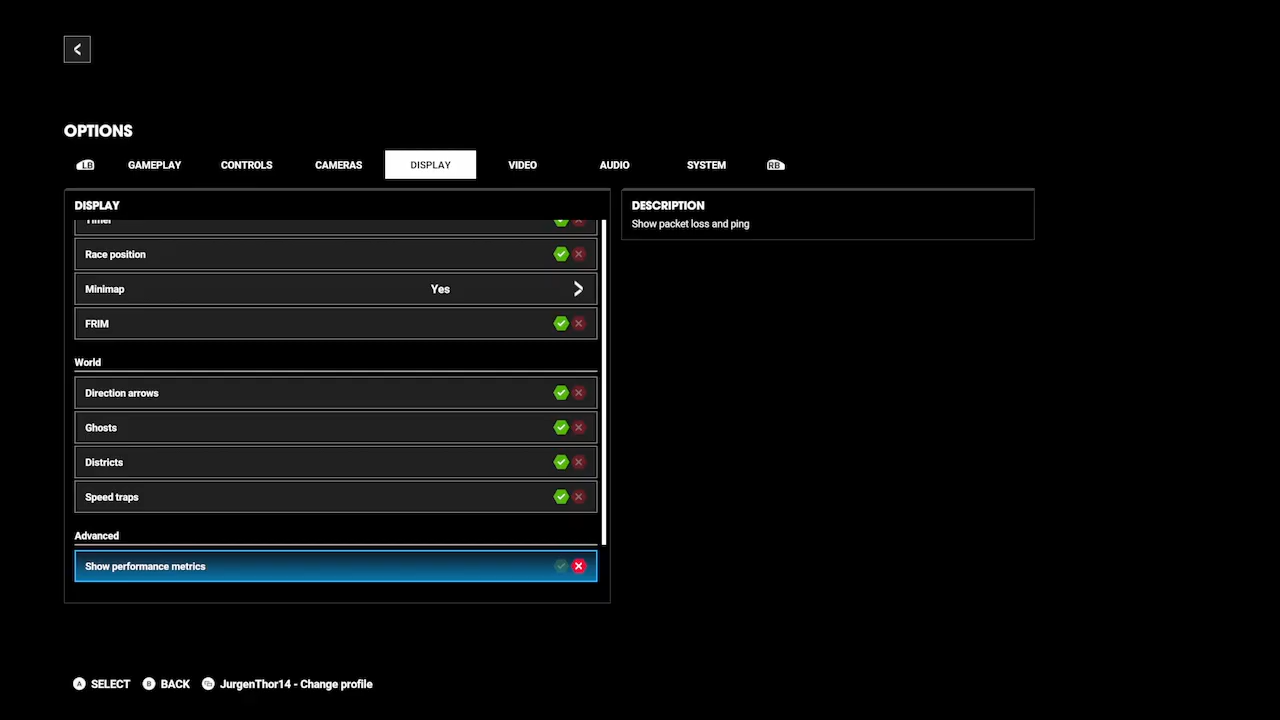 OPTIONS
LB GAMEPLAY CONTROLS CAMERAS DISPLAY VIDEO AUDIO SYSTEM RB
DISPLAY
Timer
Race position
Minimap Yes
FRIM
World
Direction arrows
Ghosts
Districts
Speed traps
Advanced
Show performance metrics
DESCRIPTION
Show packet loss and ping
A SELECT B BACK JurgenThor14 - Change profile